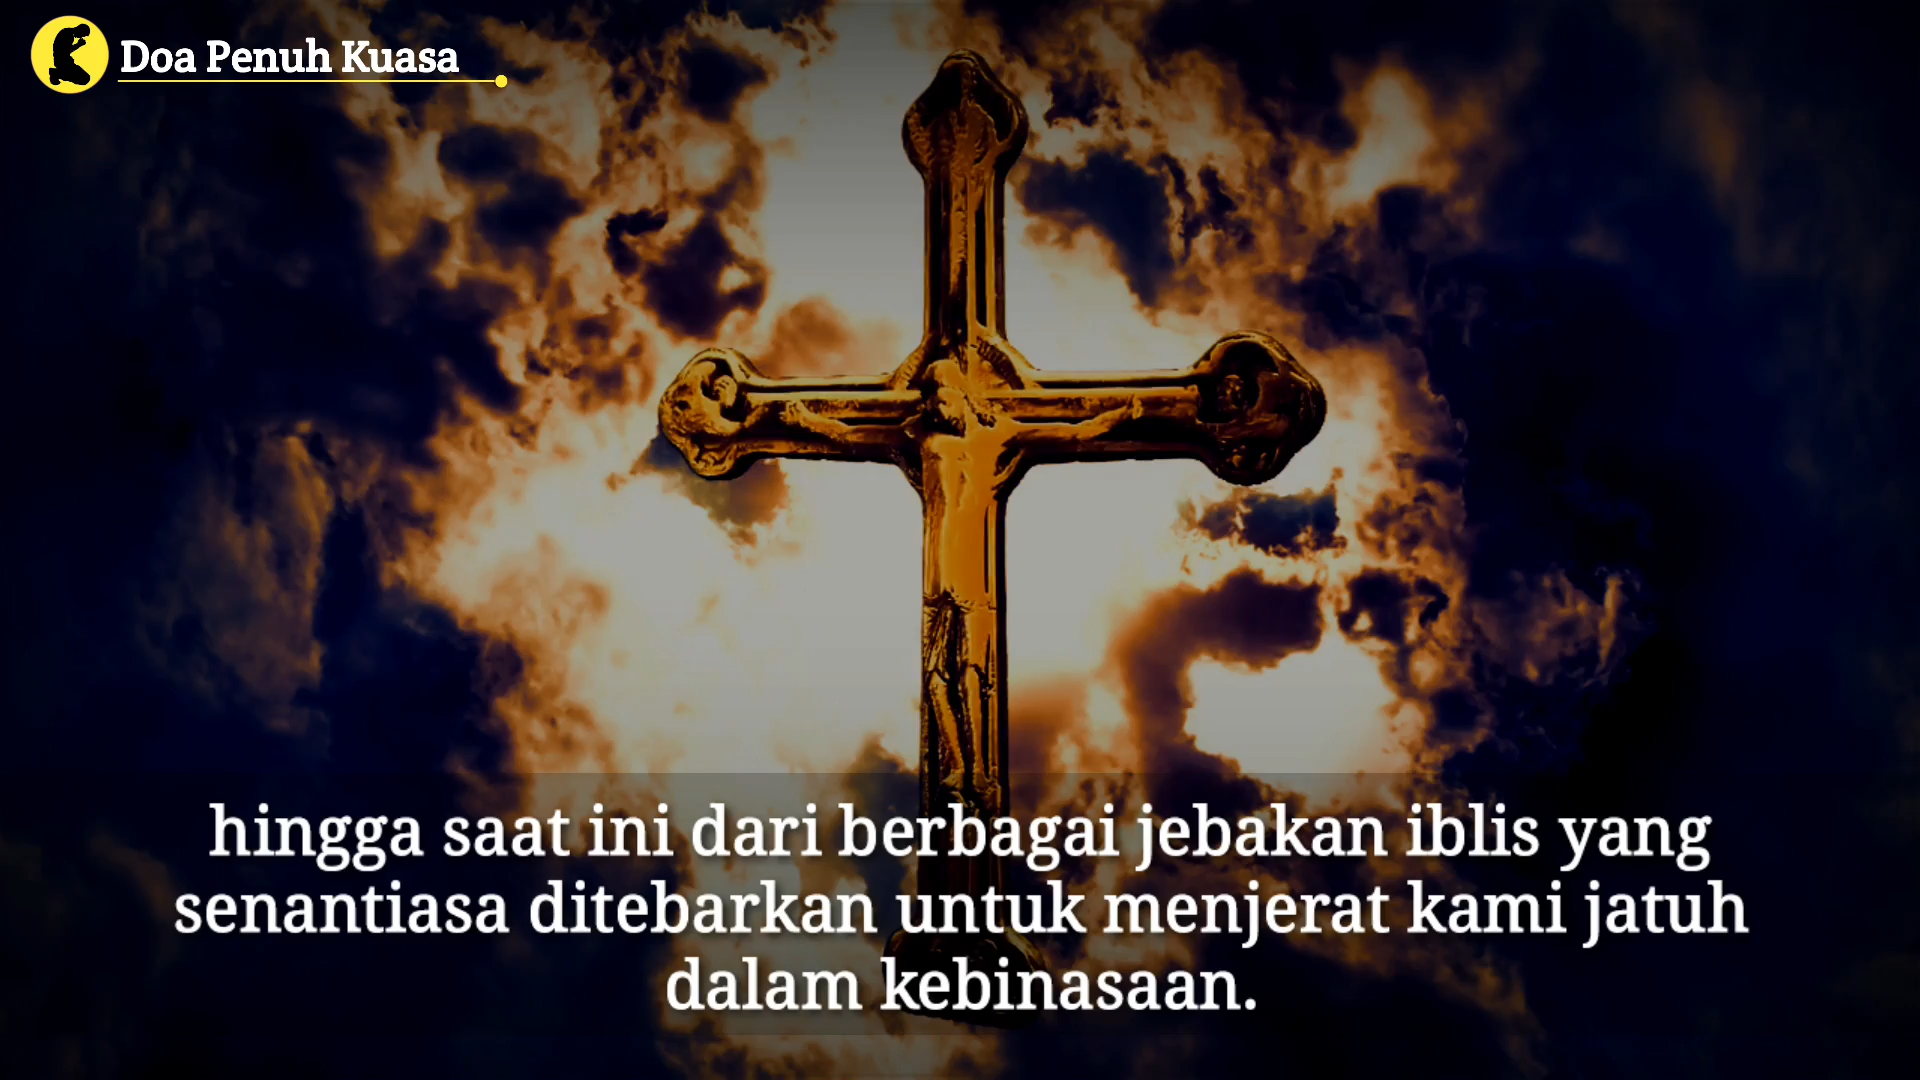 Doa Penuh Kuasa
hingga saat ini dari berbagai jebakan iblis yang
senantiasa ditebarkan untuk menjerat kami jatuh
dalam kebinasaan.